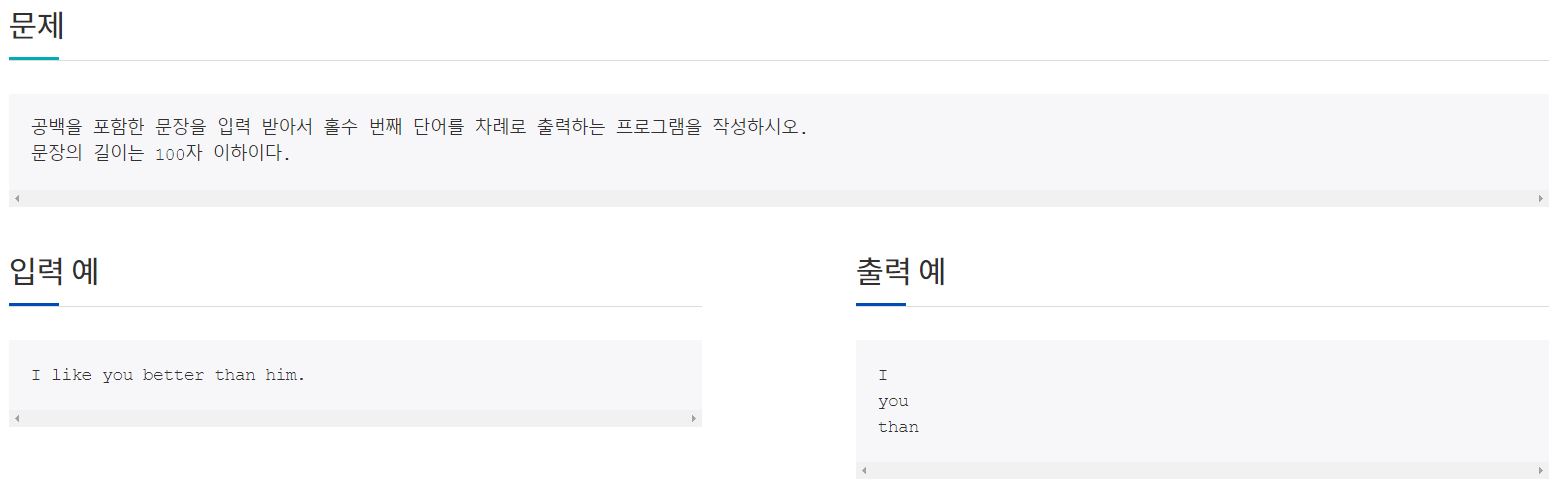 문제
공백을 포함한 문장을 입력 받아서 홀수 번째 단어를 차례로 출력하는 프로그램을 작성하시오.
문장의 길이는 100자 이하이다.
입력 예
I like you better than him.
출력 예
I
you
than